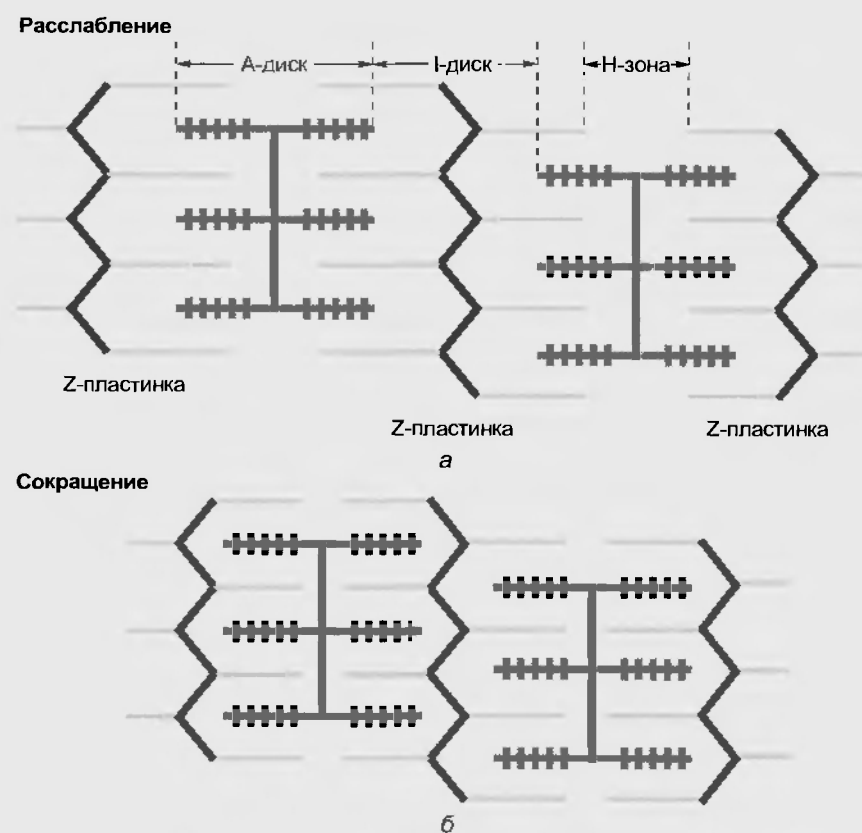 Расслабление
А-диск I-диск Н-зона
Z-пластинка
Z-пластинка Z-пластинка
а
Сокращение
б